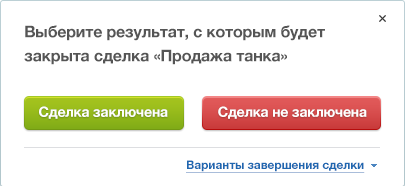 Выберите результат, с которым будет
закрыта сделка «Продажа танка»
Сделка заключена
Сделка не заключена
Варианты завершения сделки